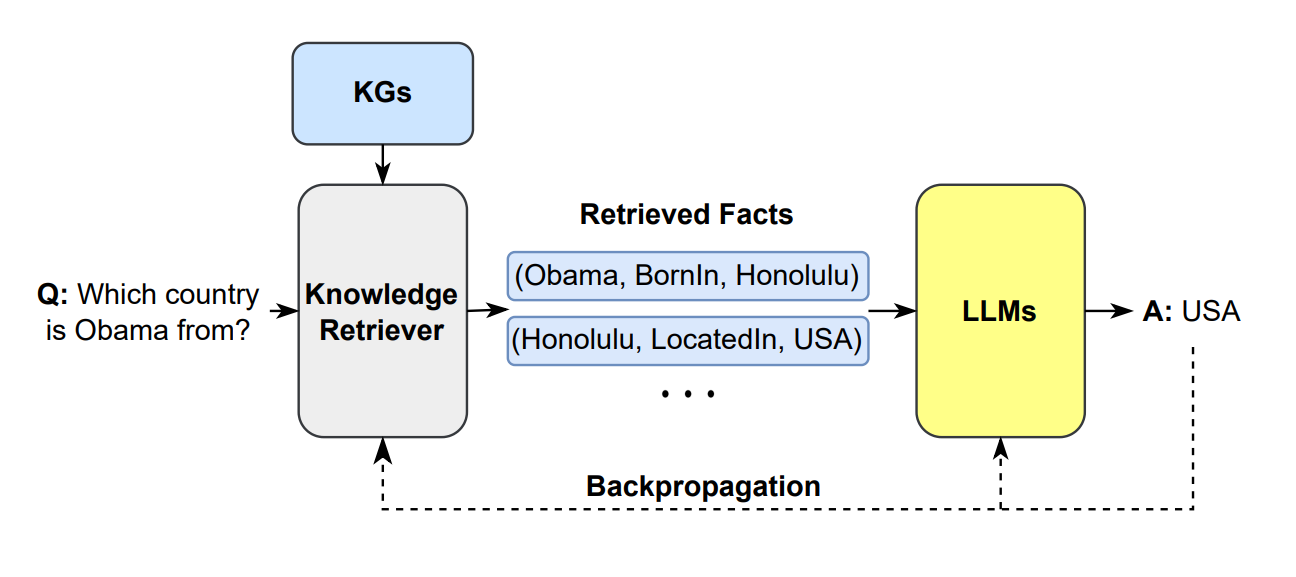 KGs
Q: Which country
is Obama from?
Knowledge
Retriever
Retrieved Facts
(Obama, BornIn, Honolulu)
(Honolulu, LocatedIn, USA)
. . .
LLMs
A: USA
Backpropagation